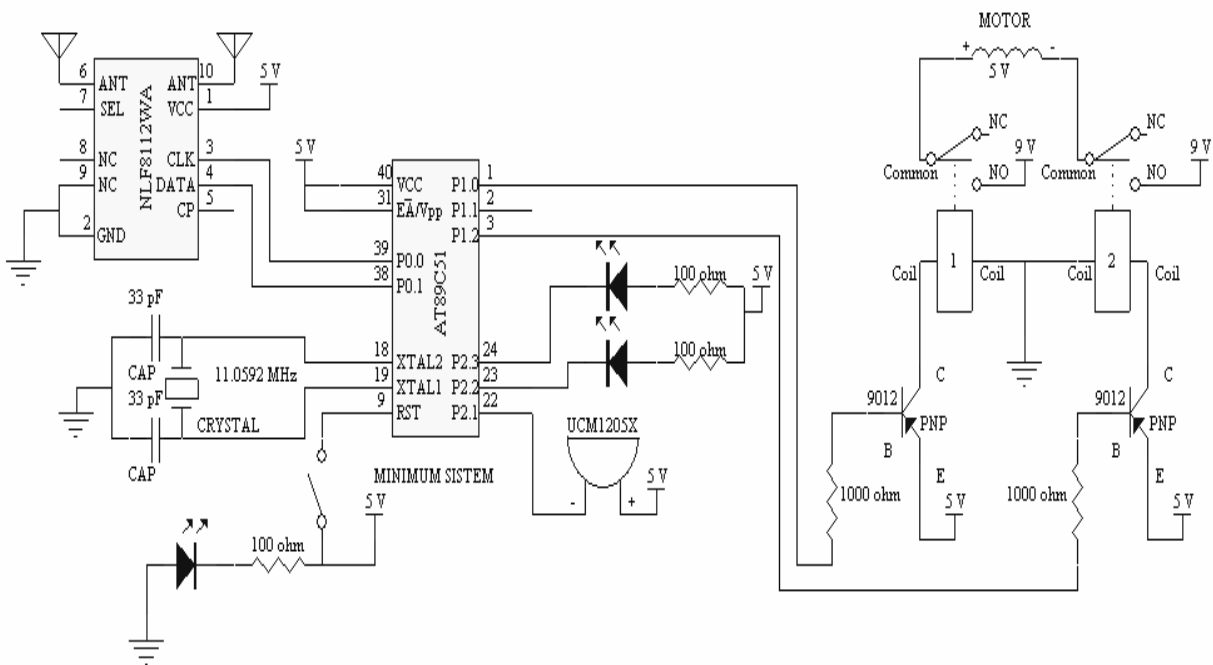 MOTOR
+ -
5 V
NC NC
9 V 9 V
Common NO Common NO
Coil 1 Coil Coil 2 Coil
6 ANT ANT 10
7 SEL VCC 1
5 V
8 NC CLK 3
9 NC DATA 4
CP 5
2 GND
NLF8112WA
5 V
40 VCC P1.0 1
31 EA/Vpp P1.1 2
P1.2 3
39 P0.0
38 P0.1
AT89C51
18 XTAL2 P2.3 24
19 XTAL1 P2.2 23
9 RST P2.1 22
MINIMUM SISTEM
33 pF
CAP
11.0592 MHz
33 pF
CRYSTAL
CAP
100 ohm
5 V
100 ohm
UCM1205X
- +
5 V
5 V
100 ohm
C
9012
PNP
B
E
1000 ohm
5 V
C
9012
PNP
B
E
1000 ohm
5 V